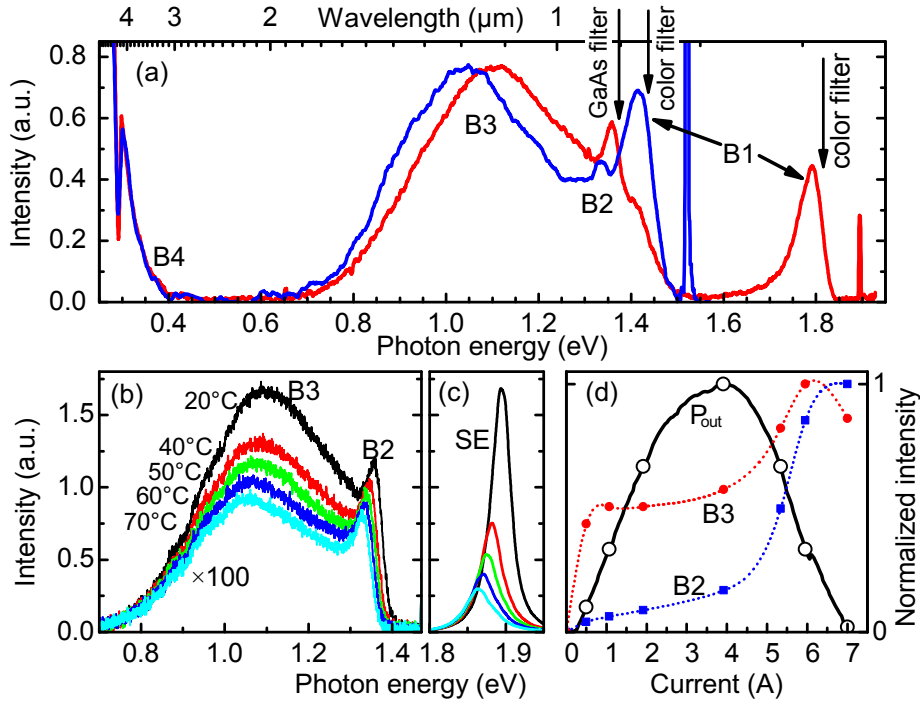 4 3 2 Wavelength (µm) 1
0.8
0.6
0.4
0.2
0.0
Intensity (a.u.)
(a)
B4
B3
B2
B1
GaAs filter
color filter
color filter
0.4 0.6 0.8 1.0 1.2 1.4 1.6 1.8
Photon energy (eV)
(b)
1.5
1.0
0.5
0.0
Intensity (a.u.)
20°C
40°C
50°C
60°C
70°C
B3
B2
×100
0.8 1.0 1.2
Photon energy (eV)
(c)
SE
1.8 1.9
(d)
P_out
B3
B2
1
0
Normalized intensity
0 1 2 3 4 5 6 7
Current (A)